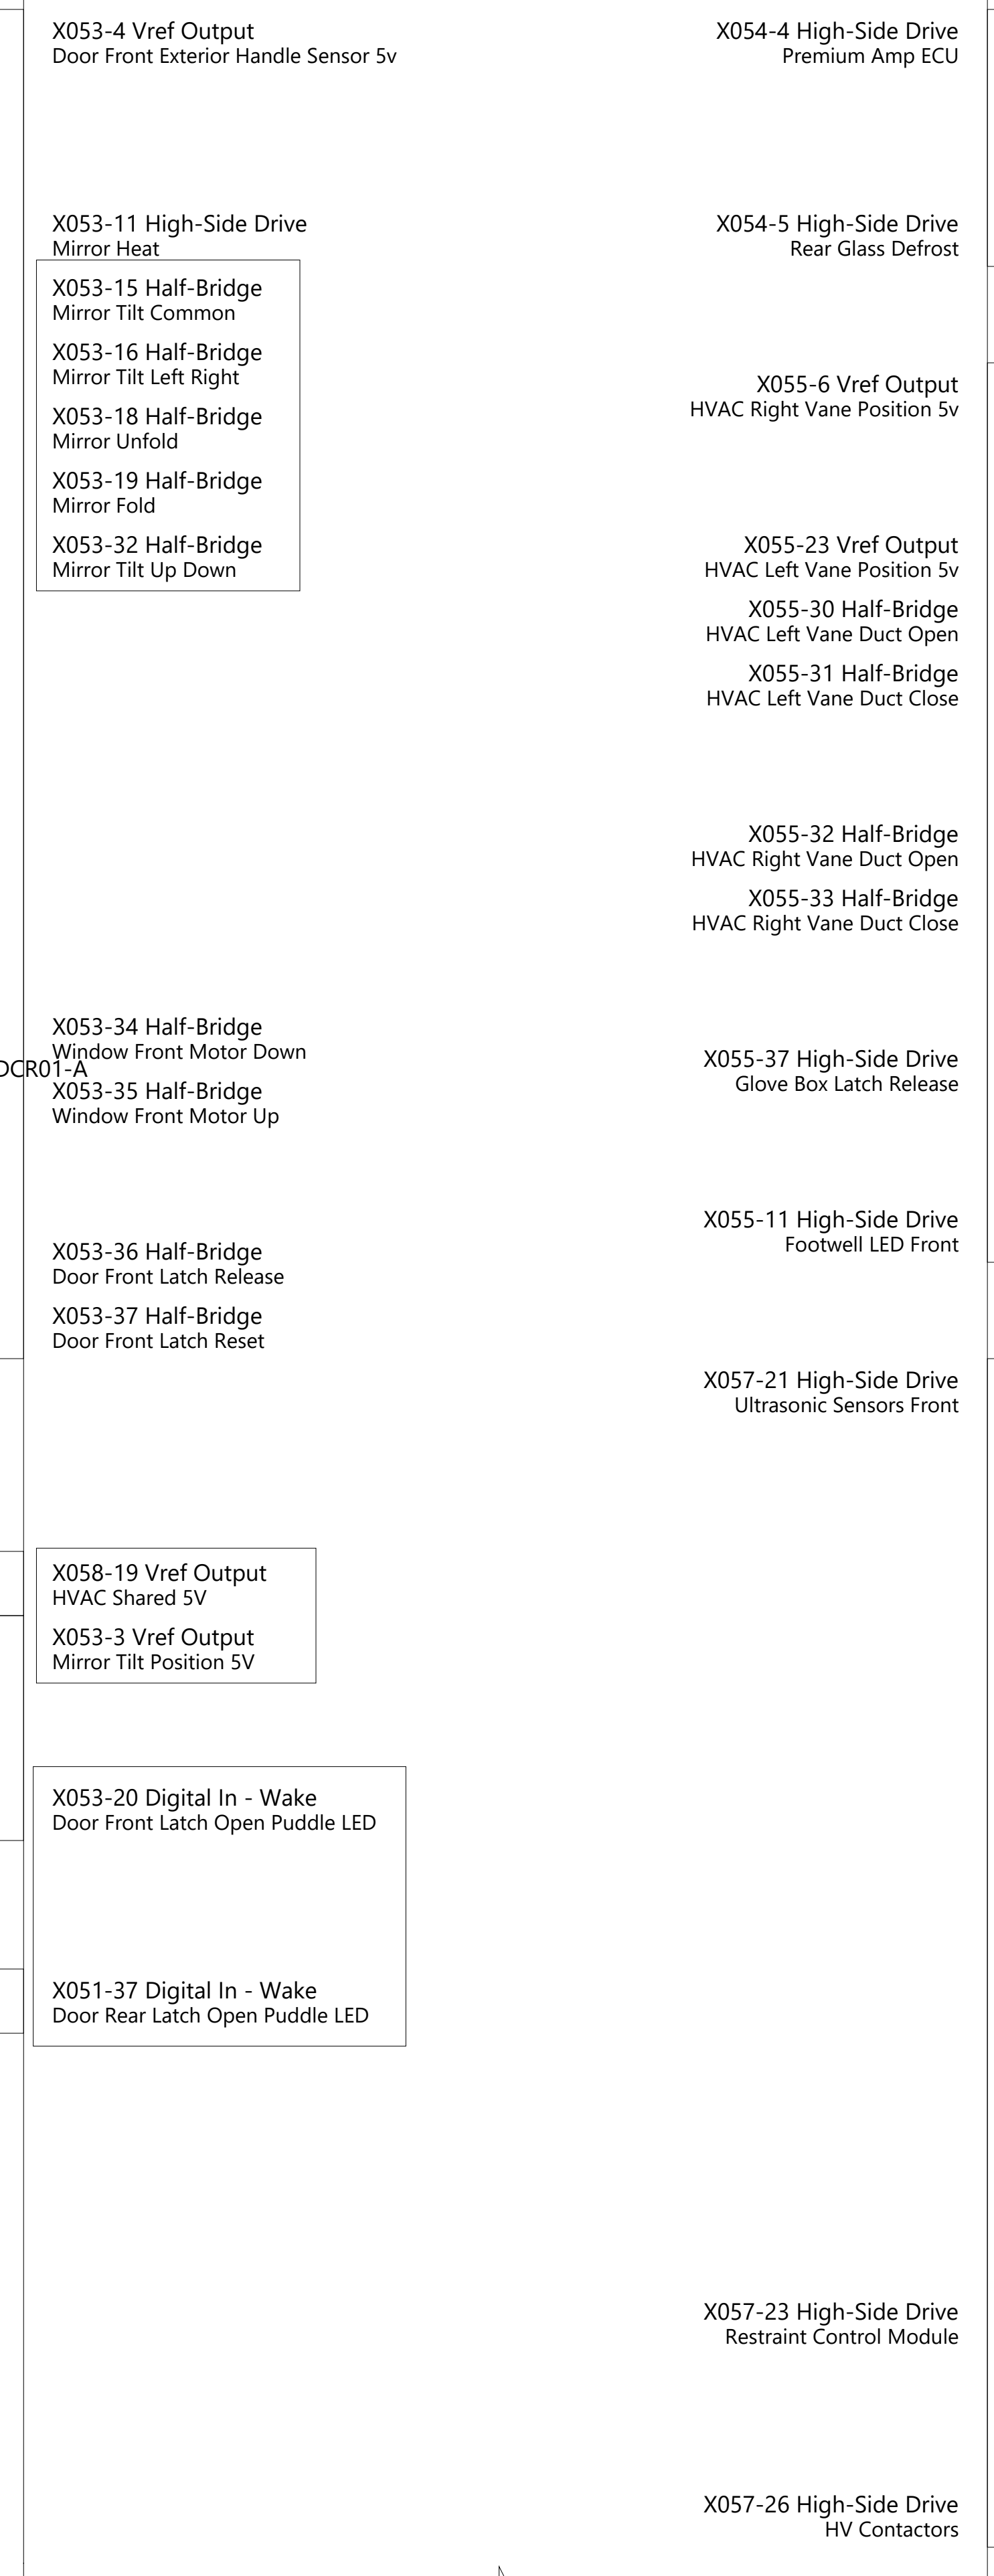 X053-4 Vref Output
Door Front Exterior Handle Sensor 5v
X053-11 High-Side Drive
Mirror Heat
X053-15 Half-Bridge
Mirror Tilt Common
X053-16 Half-Bridge
Mirror Tilt Left Right
X053-18 Half-Bridge
Mirror Unfold
X053-19 Half-Bridge
Mirror Fold
X053-32 Half-Bridge
Mirror Tilt Up Down
X053-34 Half-Bridge
Window Front Motor Down
DCR01-A
X053-35 Half-Bridge
Window Front Motor Up
X053-36 Half-Bridge
Door Front Latch Release
X053-37 Half-Bridge
Door Front Latch Reset
X058-19 Vref Output
HVAC Shared 5V
X053-3 Vref Output
Mirror Tilt Position 5V
X053-20 Digital In - Wake
Door Front Latch Open Puddle LED
X051-37 Digital In - Wake
Door Rear Latch Open Puddle LED
X054-4 High-Side Drive
Premium Amp ECU
X054-5 High-Side Drive
Rear Glass Defrost
X055-6 Vref Output
HVAC Right Vane Position 5v
X055-23 Vref Output
HVAC Left Vane Position 5v
X055-30 Half-Bridge
HVAC Left Vane Duct Open
X055-31 Half-Bridge
HVAC Left Vane Duct Close
X055-32 Half-Bridge
HVAC Right Vane Duct Open
X055-33 Half-Bridge
HVAC Right Vane Duct Close
X055-37 High-Side Drive
Glove Box Latch Release
X055-11 High-Side Drive
Footwell LED Front
X057-21 High-Side Drive
Ultrasonic Sensors Front
X057-23 High-Side Drive
Restraint Control Module
X057-26 High-Side Drive
HV Contactors